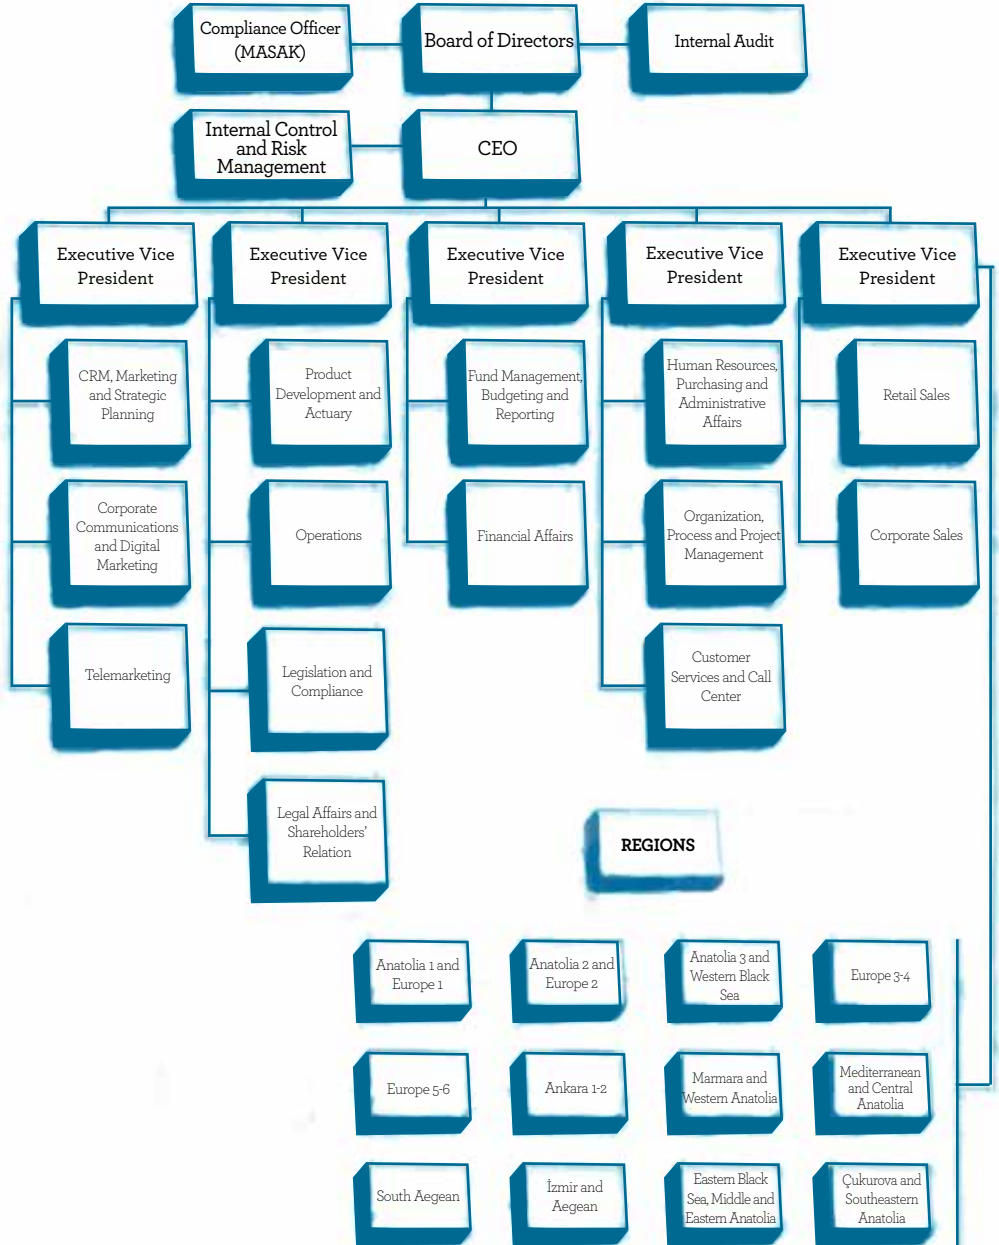 Compliance Officer
(MASAK)
Board of Directors
Internal Audit
Internal Control
and Risk
Management
CEO
Executive Vice
President
Executive Vice
President
Executive Vice
President
Executive Vice
President
Executive Vice
President
CRM, Marketing
and Strategic
Planning
Product
Development and
Actuary
Fund Management,
Budgeting and
Reporting
Human Resources,
Purchasing and
Administrative
Affairs
Retail Sales
Corporate
Communications
and Digital
Marketing
Operations
Financial Affairs
Organization,
Process and Project
Management
Corporate Sales
Telemarketing
Legislation and
Compliance
Customer
Services and Call
Center
Legal Affairs and
Shareholders'
Relation
REGIONS
Anatolia 1 and
Europe 1
Anatolia 2 and
Europe 2
Anatolia 3 and
Western Black
Sea
Europe 3-4
Europe 5-6
Ankara 1-2
Marmara and
Western Anatolia
Mediterranean
and Central
Anatolia
South Aegean
İzmir and
Aegean
Eastern Black
Sea, Middle and
Eastern Anatolia
Çukurova and
Southeastern
Anatolia